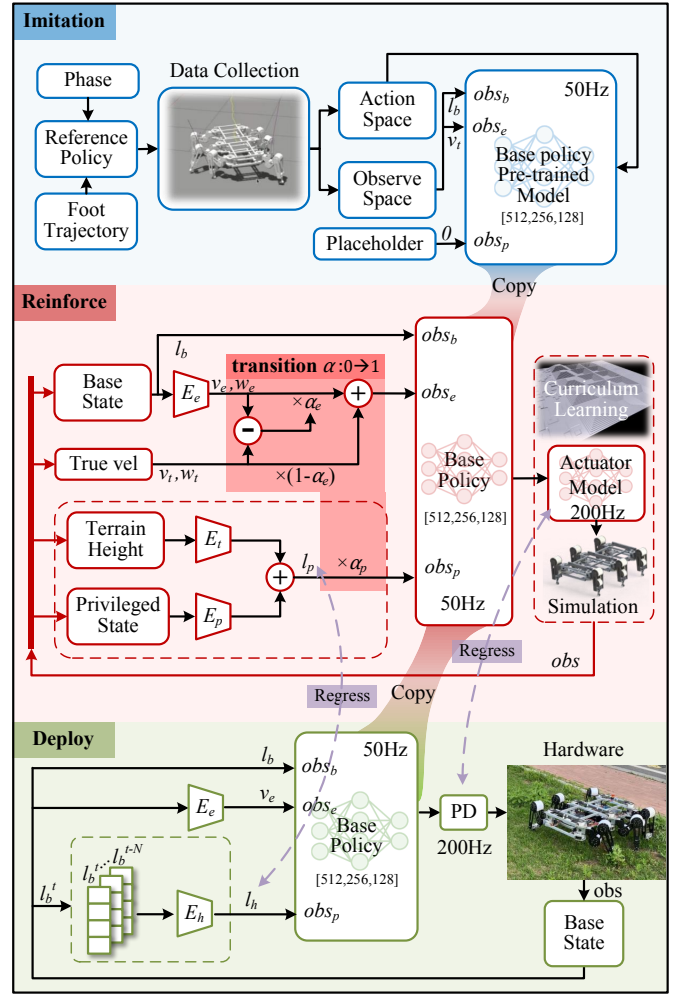 Imitation
Phase
Reference
Policy
Foot
Trajectory
Data Collection
Action
Space
Observe
Space
Placeholder
l_b
v_t
0
obs_b
obs_e
obs_p
50Hz
Base policy
Pre-trained
Model
[512,256,128]
Copy
Reinforce
l_b
Base
State
E_e
v_e, w_e
transition α:0→1
×α_e
+
-
True vel
v_t, w_t
×(1-α_e)
Terrain
Height
E_t
Privileged
State
E_p
+
l_p
×α_p
obs_b
obs_e
Base
Policy
[512,256,128]
obs_p
50Hz
Curriculum
Learning
Actuator
Model
200Hz
Simulation
obs
Regress
Regress
Copy
Deploy
l_b
E_e
v_e
l_b^t ... l_b^{t-N}
l_b^t
E_h
l_h
50Hz
obs_b
obs_e
Base
Policy
[512,256,128]
obs_p
PD
200Hz
Hardware
obs
Base
State